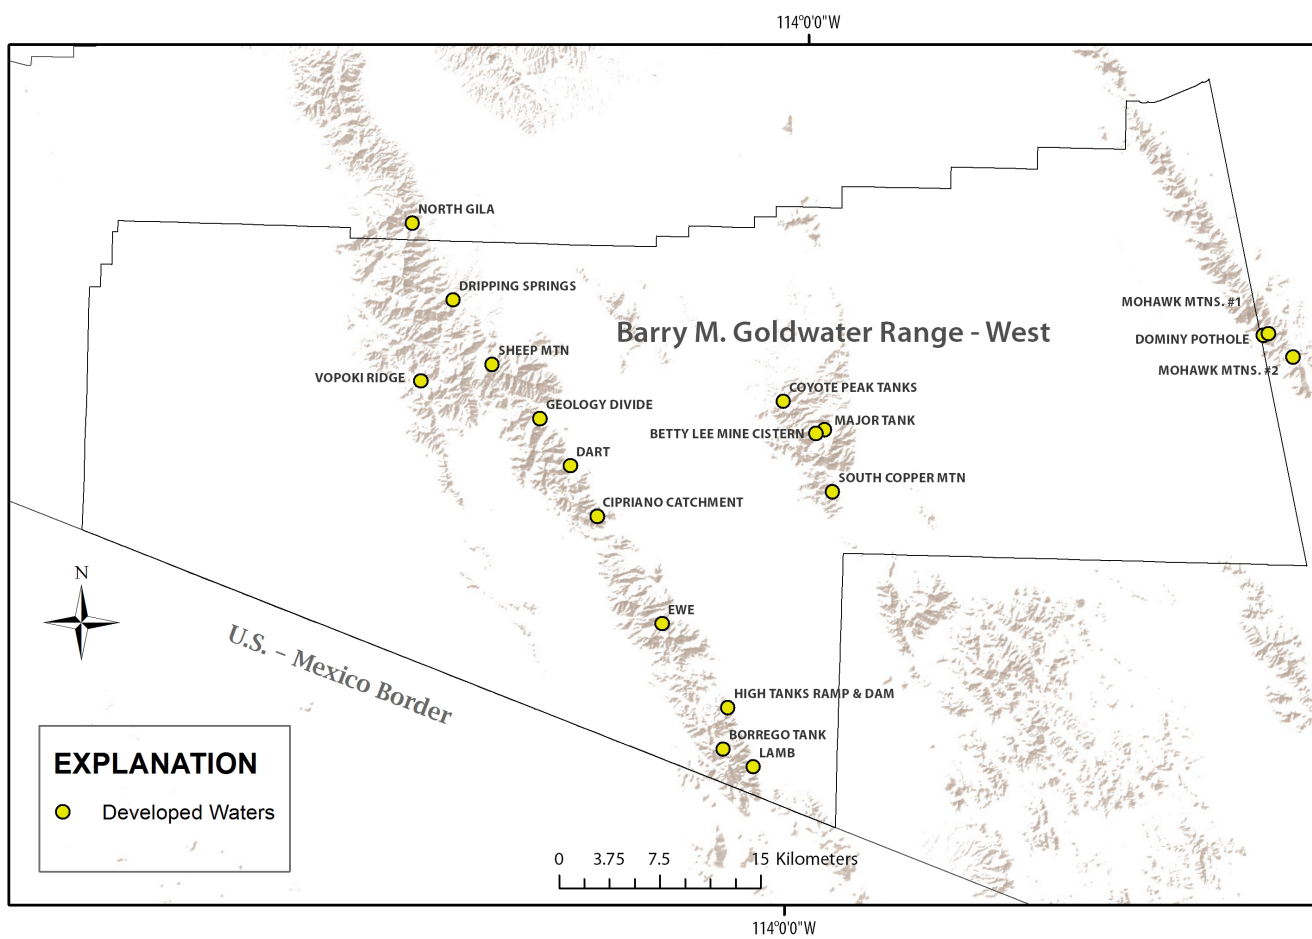 114°0'0"W
NORTH GILA
DRIPPING SPRINGS
MOHAWK MTNS. #1
Barry M. Goldwater Range - West
DOMINY POTHOLE
SHEEP MTN
MOHAWK MTNS. #2
VOPOKI RIDGE
COYOTE PEAK TANKS
GEOLOGY DIVIDE
MAJOR TANK
BETTY LEE MINE CISTERN
DART
SOUTH COPPER MTN
CIPRIANO CATCHMENT
N
EWE
U.S. – Mexico Border
HIGH TANKS RAMP & DAM
BORREGO TANK
LAMB
EXPLANATION
Developed Waters
0 3.75 7.5 15 Kilometers
114°0'0"W